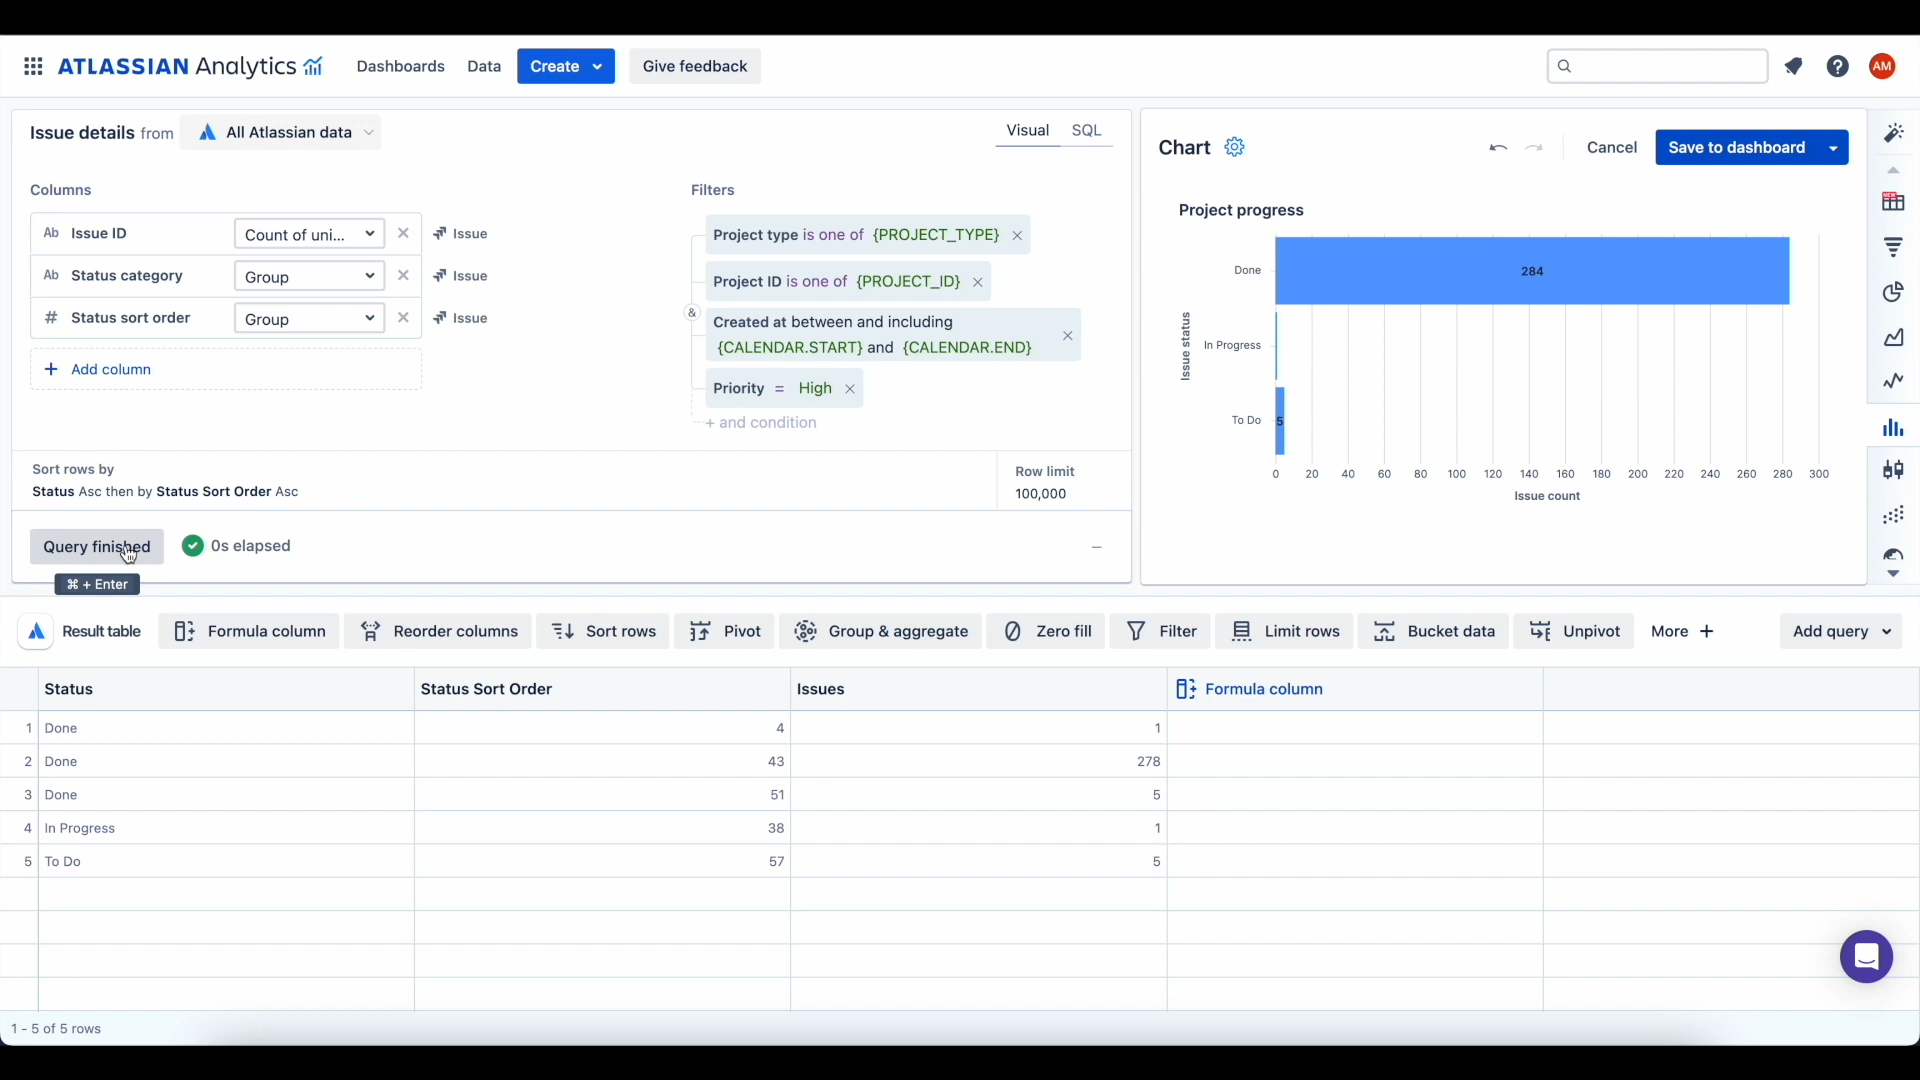 ATLASSIAN Analytics Dashboards Data Create Give feedback AM
Issue details from All Atlassian data Visual SQL
Columns
Ab Issue ID Count of uni... Issue
Ab Status category Group Issue
# Status sort order Group Issue
+ Add column
Filters
Project type is one of {PROJECT_TYPE}
Project ID is one of {PROJECT_ID}
&
Created at between and including
{CALENDAR.START} and {CALENDAR.END}
Priority = High
+ and condition
Sort rows by
Status Asc then by Status Sort Order Asc
Row limit
100,000
Query finished 0s elapsed
⌘ + Enter
Chart Cancel Save to dashboard
NEW
Project progress
Issue status
Done 284
In Progress
To Do 5
0 20 40 60 80 100 120 140 160 180 200 220 240 260 280 300
Issue count
Result table Formula column Reorder columns Sort rows Pivot Group & aggregate Zero fill Filter Limit rows Bucket data Unpivot More + Add query
Status Status Sort Order Issues Formula column
1 Done 4 1
2 Done 43 278
3 Done 51 5
4 In Progress 38 1
5 To Do 57 5
1 - 5 of 5 rows